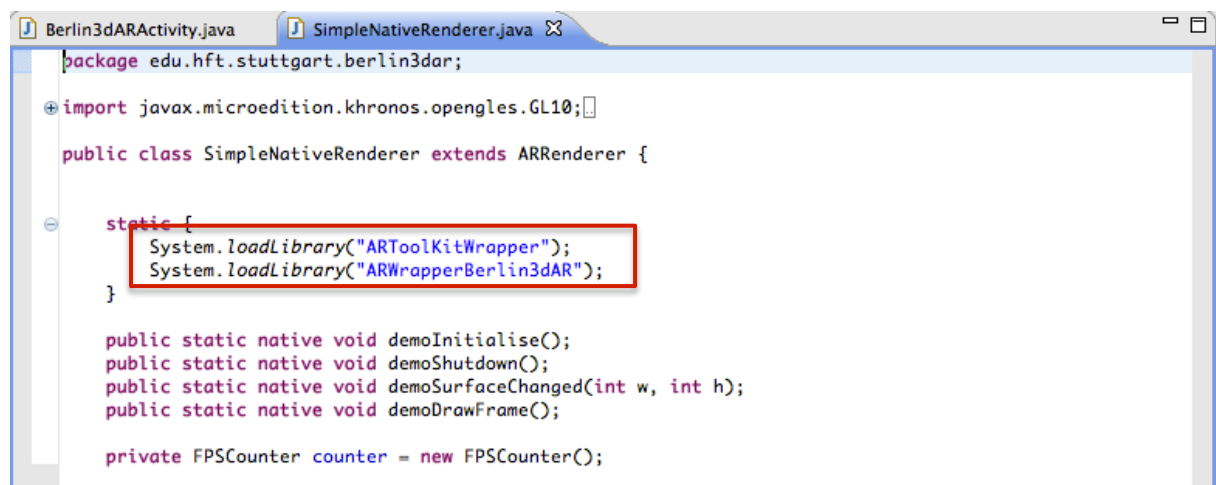 Berlin3dARActivity.java SimpleNativeRenderer.java
package edu.hft.stuttgart.berlin3dar;
import javax.microedition.khronos.opengles.GL10;
public class SimpleNativeRenderer extends ARRenderer {
static {
System.loadLibrary("ARToolKitWrapper");
System.loadLibrary("ARWrapperBerlin3dAR");
}
public static native void demoInitialise();
public static native void demoShutdown();
public static native void demoSurfaceChanged(int w, int h);
public static native void demoDrawFrame();
private FPSCounter counter = new FPSCounter();